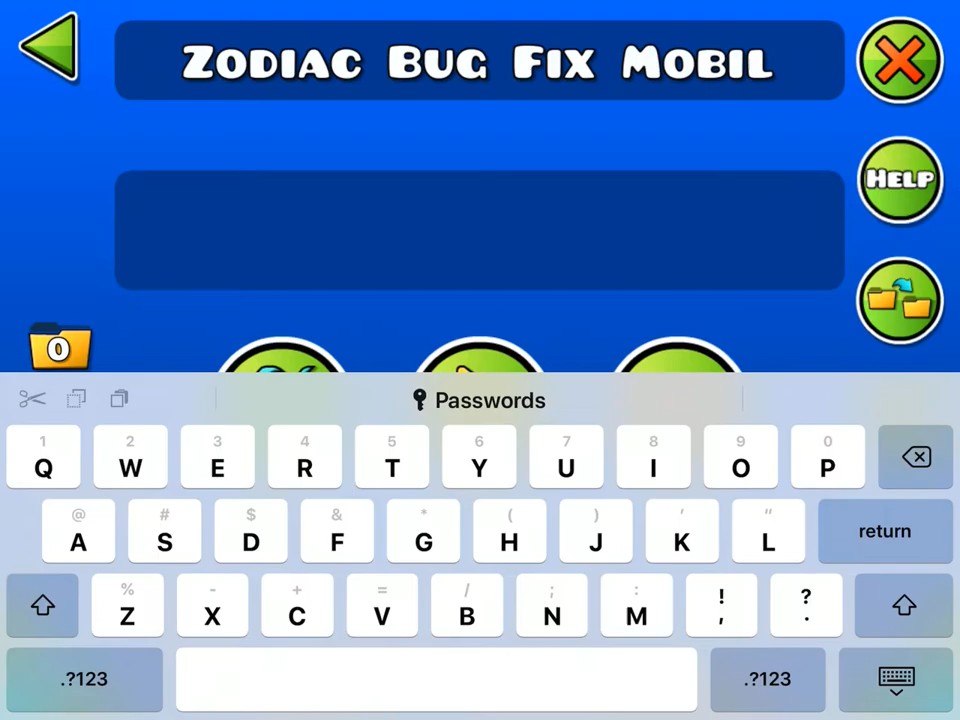 Zodiac Bug Fix Mobil
Help
0
Passwords
1 2 3 4 5 6 7 8 9 0
Q W E R T Y U I O P
@ # $ & * ( ) ' "
A S D F G H J K L return
% - + = / ; : ! ?
Z X C V B N M , .
.?123 .?123